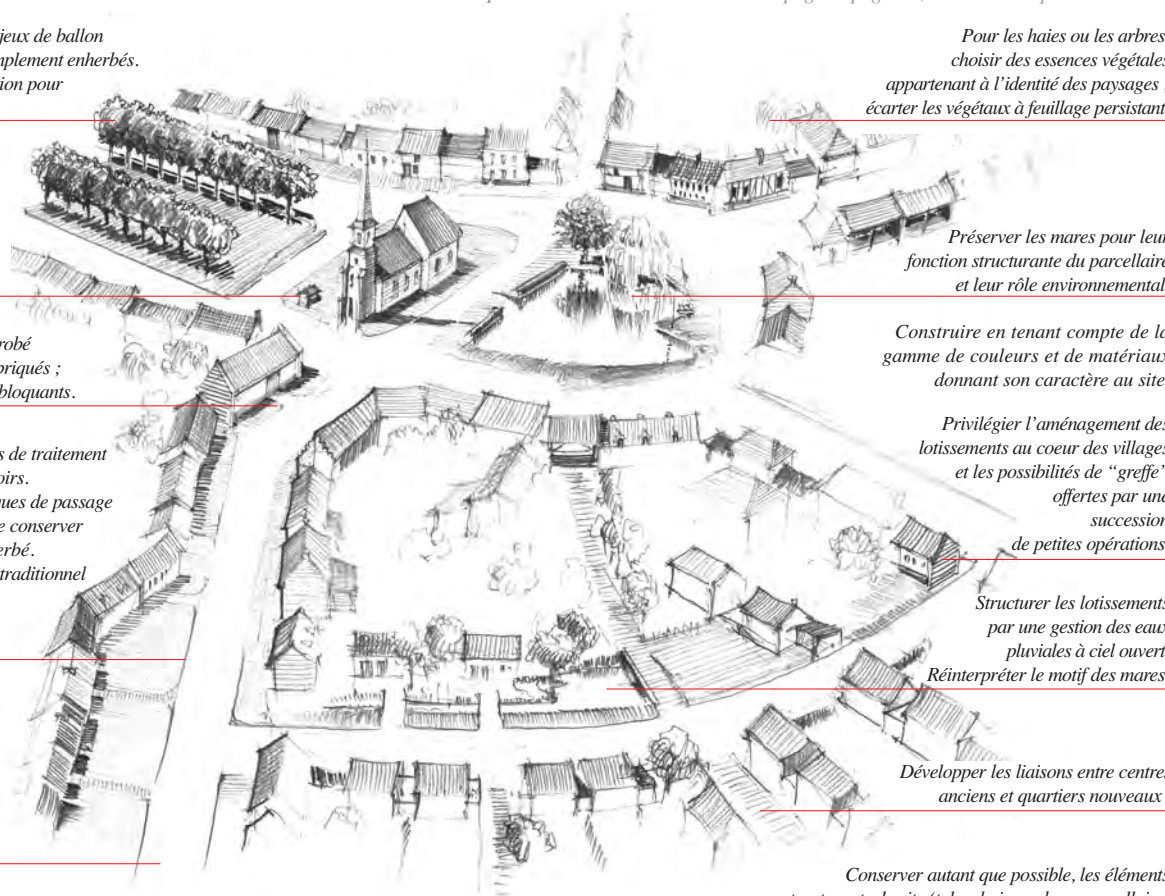 jeux de ballon
simplement enherbés.
pour
robé
briqués ;
bloquants.
de traitement
de passage
conserver
traditionnel
Pour les haies ou les arbres
choisir des essences végétales
appartenant à l'identité des paysages ;
écarter les végétaux à feuillage persistant
Préserver les mares pour leur
fonction structurante du parcellaire
et leur rôle environnemental
Construire en tenant compte de la
gamme de couleurs et de matériaux
donnant son caractère au site
Privilégier l'aménagement des
lotissements au coeur des villages
et les possibilités de “greffe”
offertes par une
succession
de petites opérations
Structurer les lotissements
par une gestion des eaux
pluviales à ciel ouvert
Réinterpréter le motif des mares
Développer les liaisons entre centres
anciens et quartiers nouveaux
Conserver autant que possible, les éléments